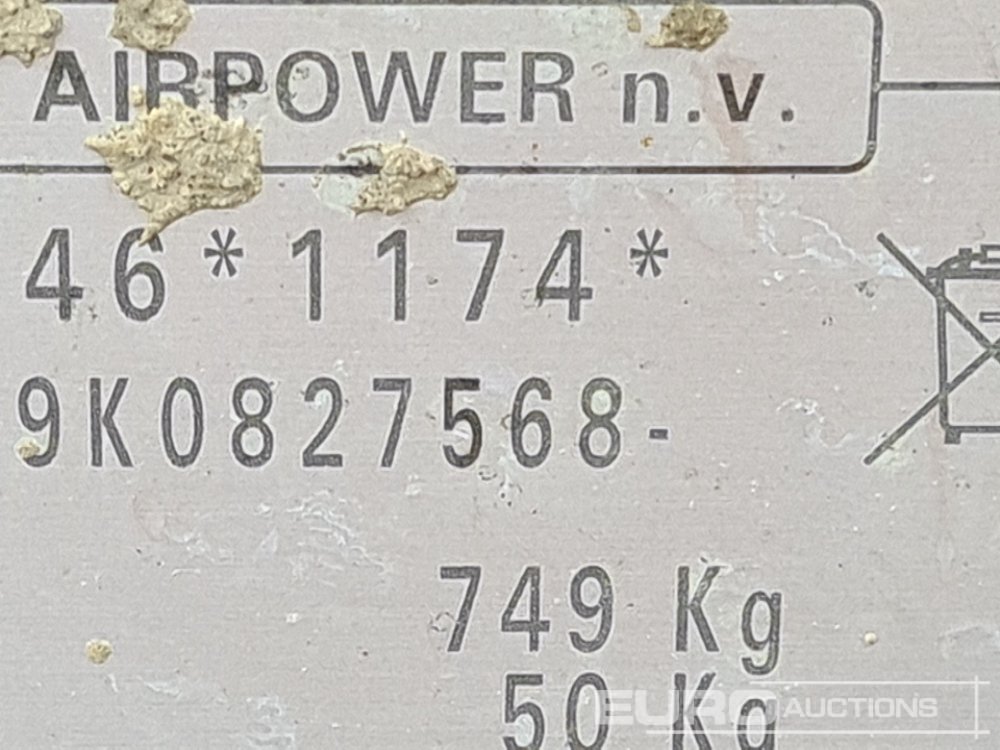 AIRPOWER n.v.
46*1174*
9K0827568-
749 Kg
50 Kg
EURO AUCTIONS